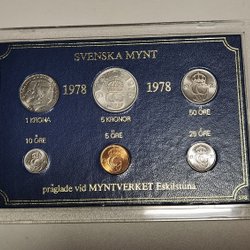 SVENSKA MYNT
1978 1978
1 KRONA 5 KRONOR 50 ÖRE
10 ÖRE 5 ÖRE 25 ÖRE
präglade vid MYNTVERKET Eskilstuna